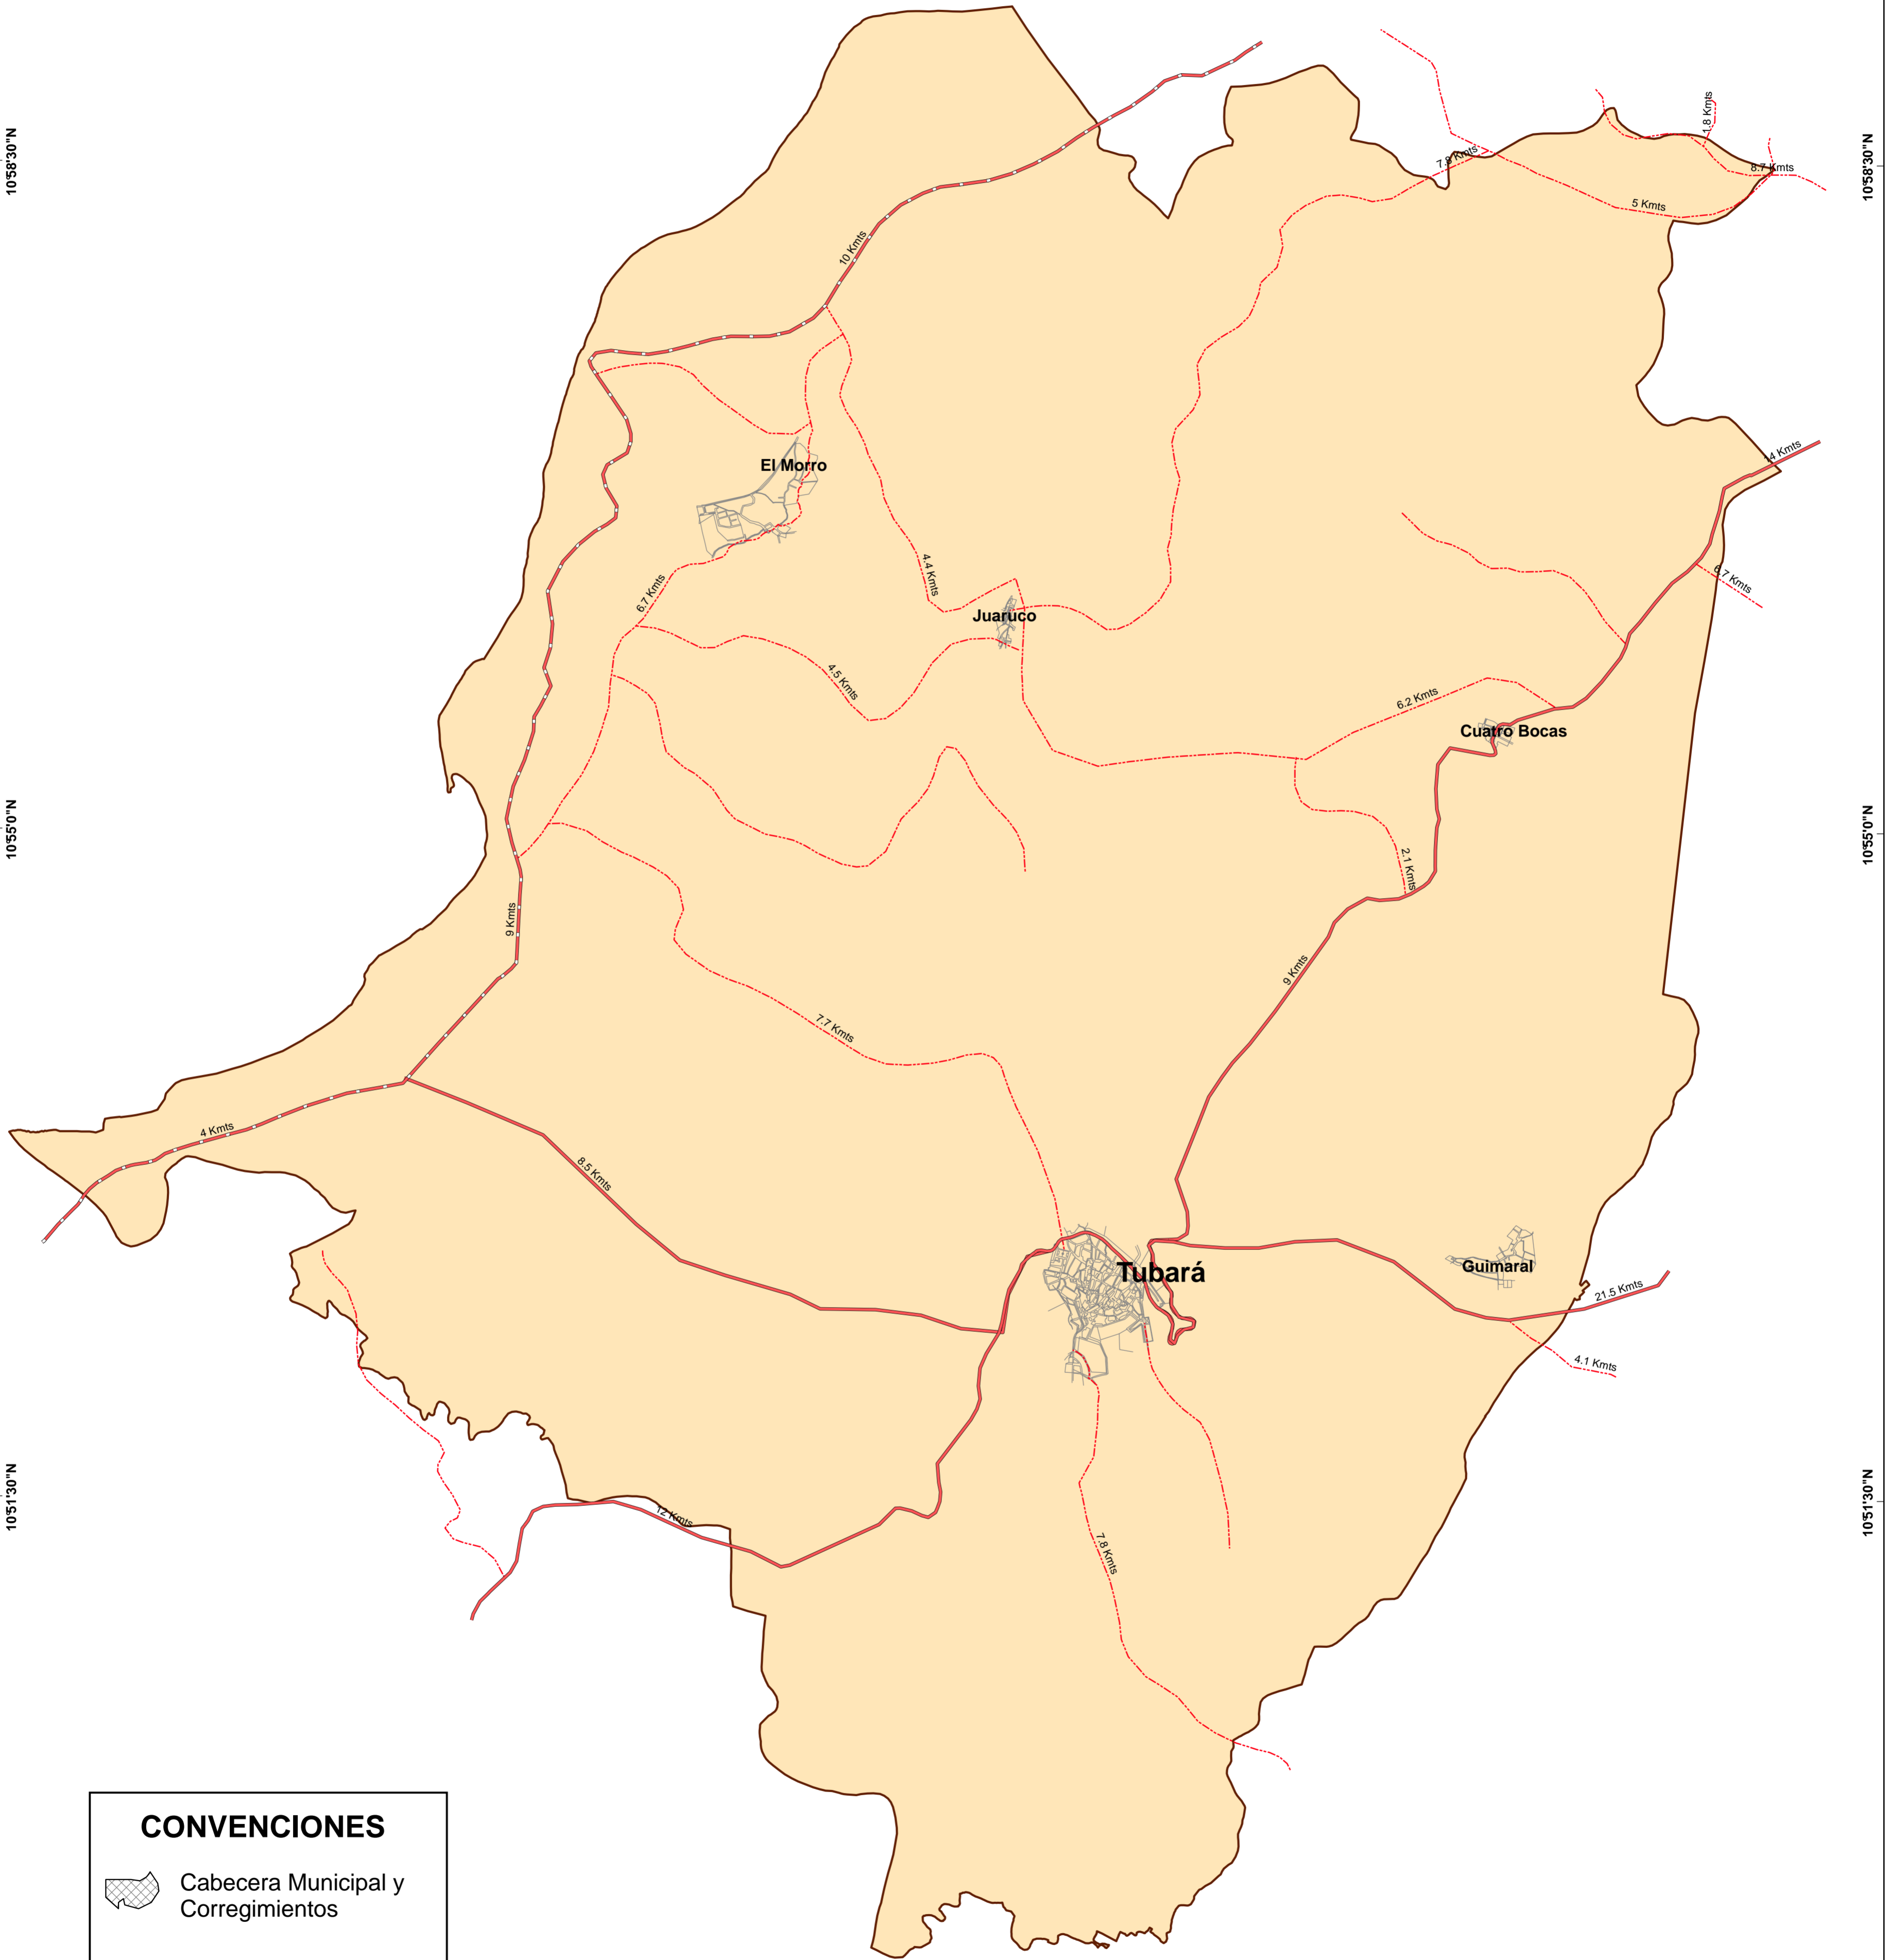 1.8 Kmts
10°58'30"N
10°58'30"N
7.8 Kmts
8.7 Kmts
5 Kmts
10 Kmts
14 Kmts
El Morro
4.4 Kmts
6.7 Kmts
6.7 Kmts
Juaruco
4.5 Kmts
6.2 Kmts
Cuatro Bocas
10°55'0"N
10°55'0"N
2.1 Kmts
9 Kmts
9 Kmts
7.7 Kmts
4 Kmts
8.5 Kmts
Tubará
Guimaral
21.5 Kmts
4.1 Kmts
10°51'30"N
10°51'30"N
12 Kmts
7.8 Kmts
CONVENCIONES
Cabecera Municipal y
Corregimientos